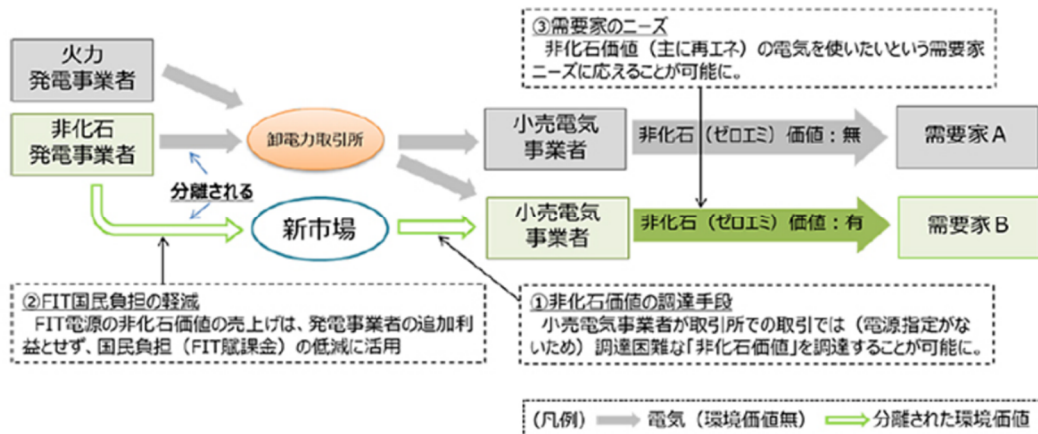 ③需要家のニーズ
非化石価値（主に再エネ）の電気を使いたいという需要家
ニーズに応えることが可能に。
火力
発電事業者
非化石
発電事業者
卸電力取引所
小売電気
事業者
非化石（ゼロエミ）価値：無
需要家A
分離される
新市場
小売電気
事業者
非化石（ゼロエミ）価値：有
需要家B
②FIT国民負担の軽減
FIT電源の非化石価値の売上げは、発電事業者の追加利
益とせず、国民負担（FIT賦課金）の低減に活用
①非化石価値の調達手段
小売電気事業者が取引所での取引では（電源指定がな
いため）調達困難な「非化石価値」を調達することが可能に。
(凡例) 電気（環境価値無） 分離された環境価値